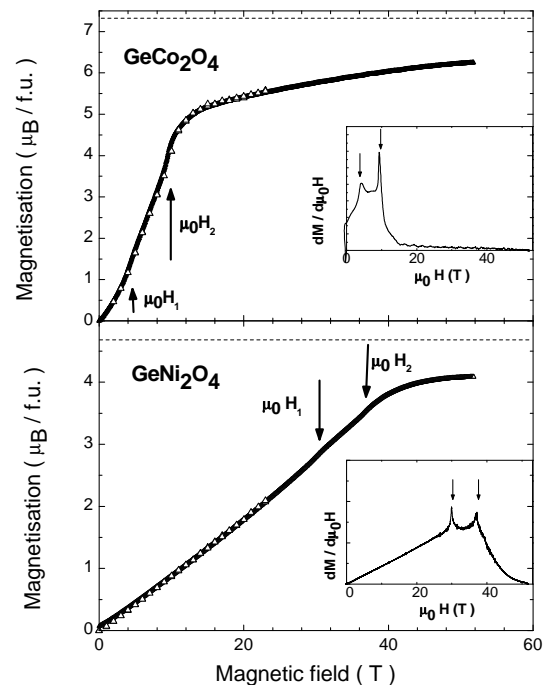 Magnetisation ( μB / f.u. )
7
6
5
4
3
2
1
0
GeCo2O4
μ0H1
μ0H2
dM / dμ0H
0 20 40
μ0 H (T)
Magnetisation ( μB / f.u. )
4
3
2
1
0
GeNi2O4
μ0 H1
μ0 H2
dM / dμ0H
0 20 40
μ0 H (T)
0 20 40 60
Magnetic field ( T )